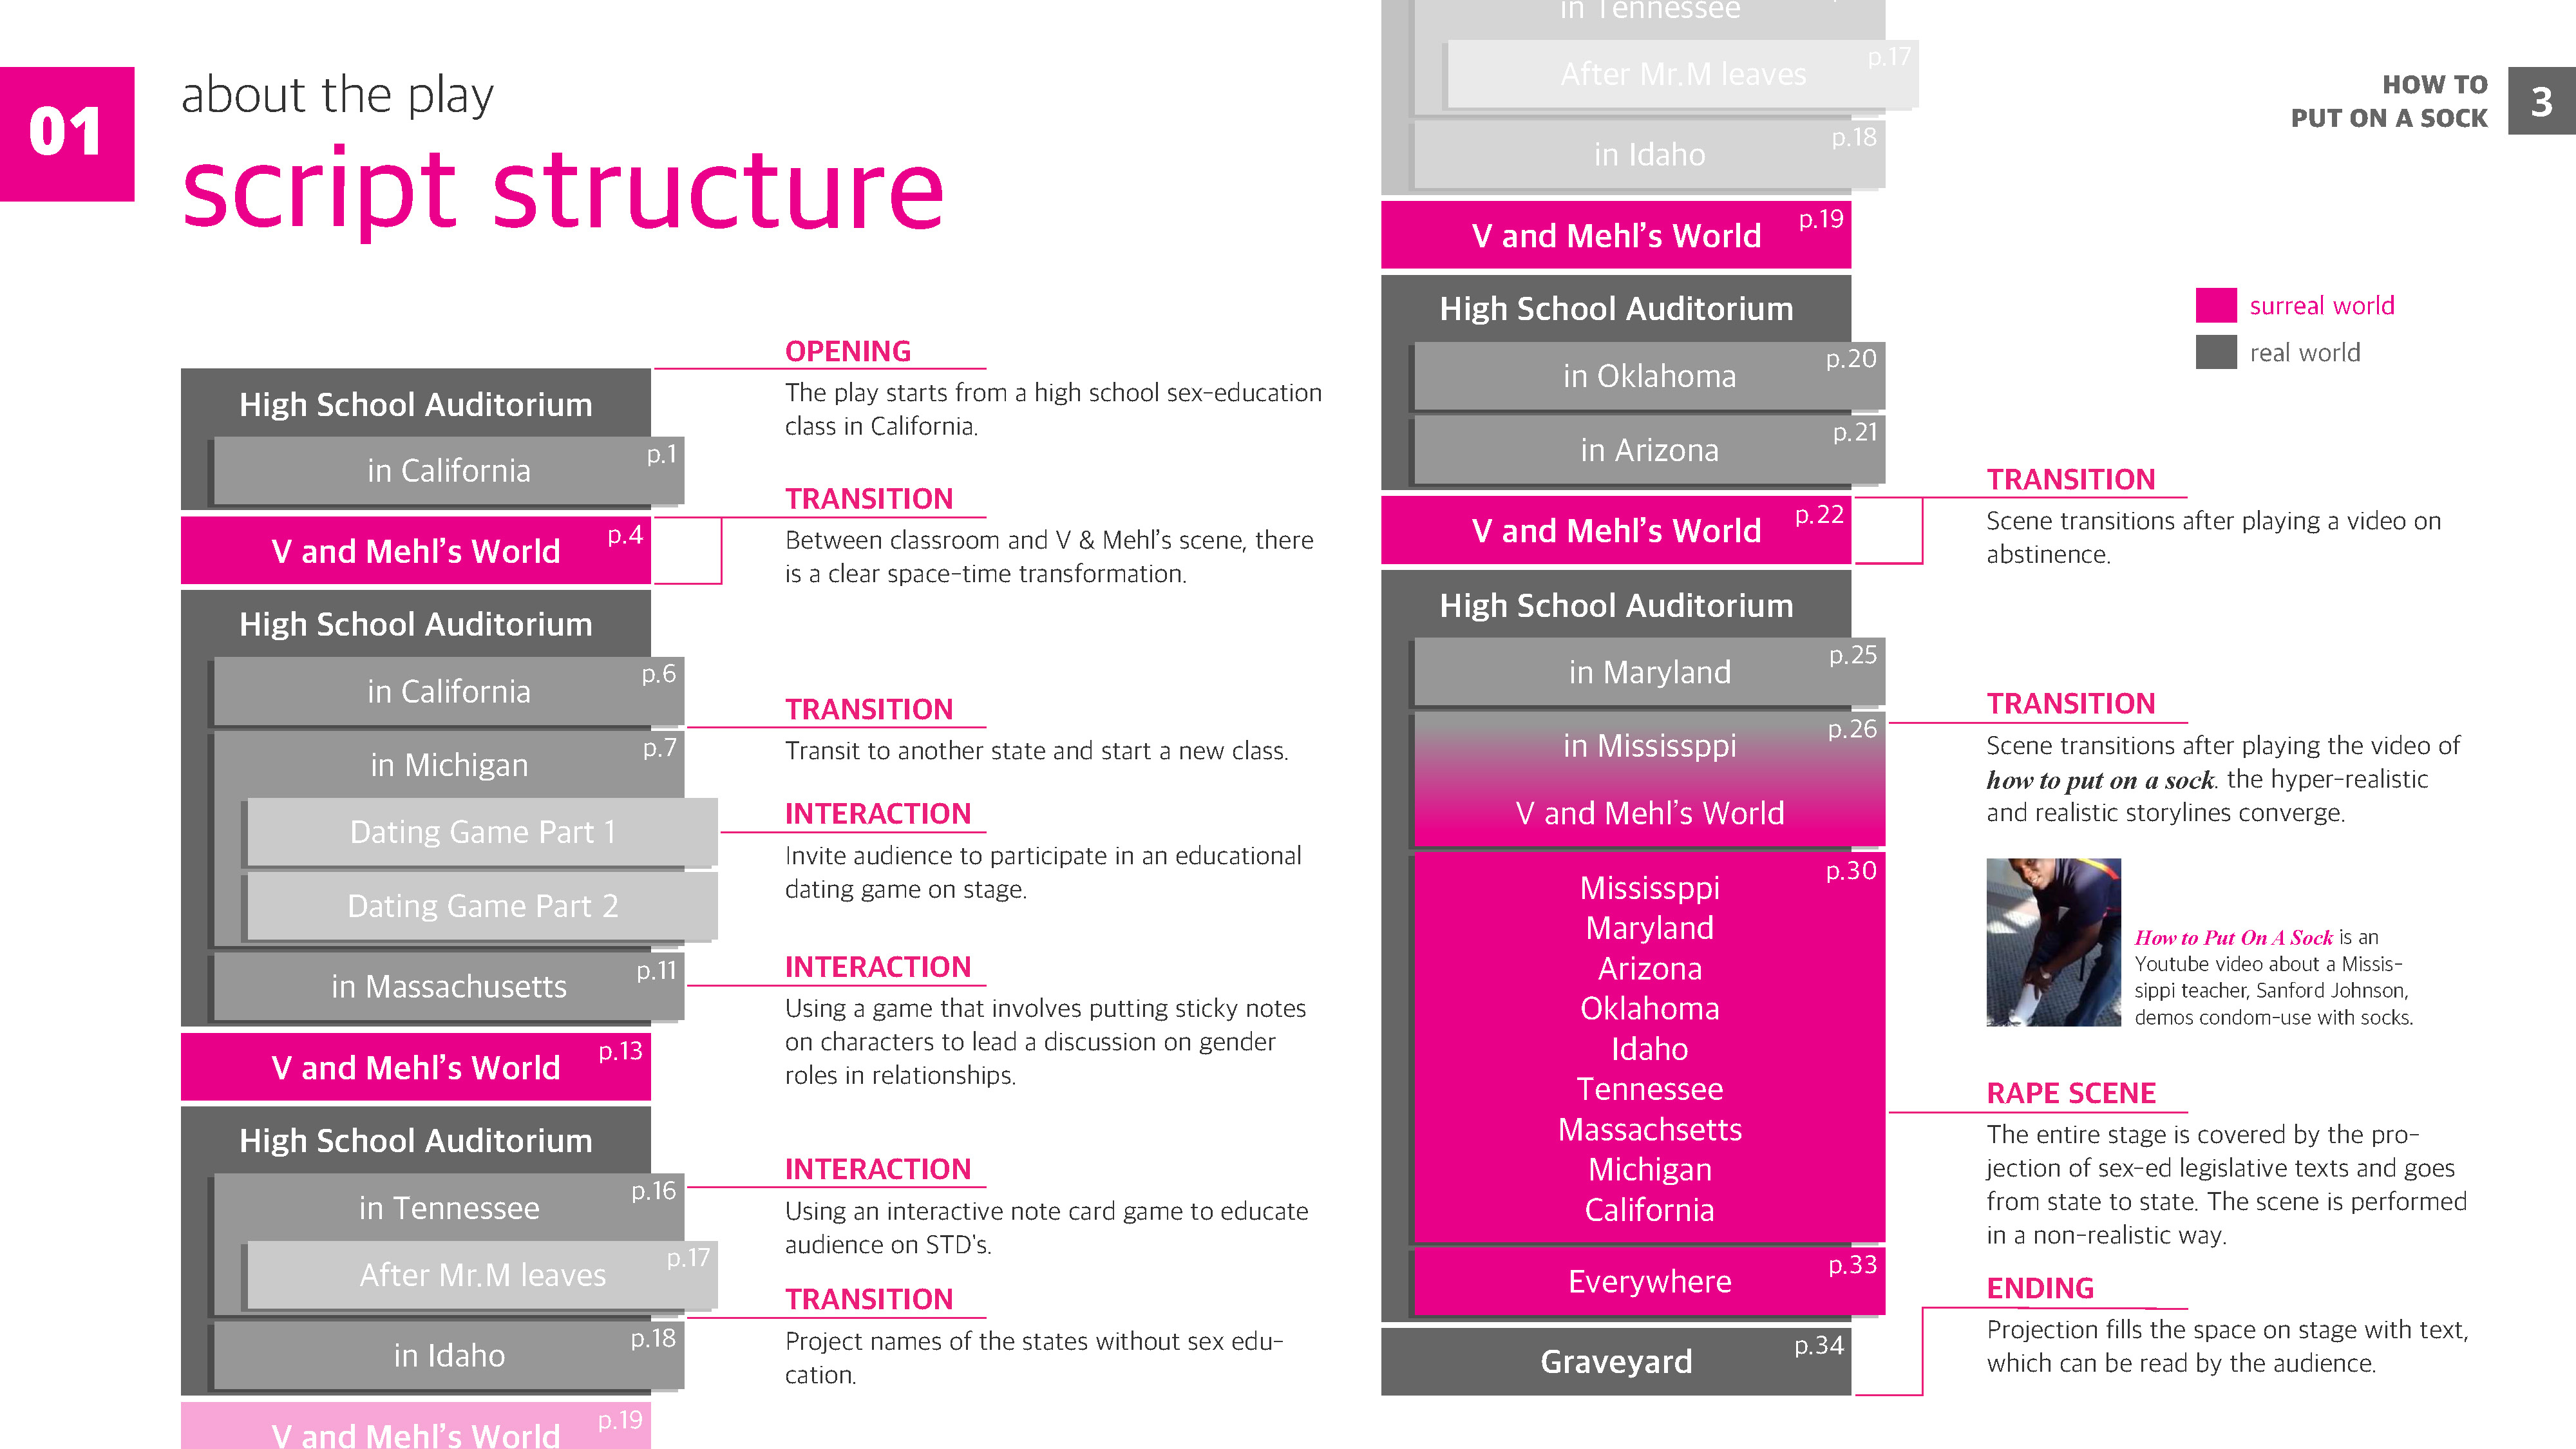 01
about the play
script structure
HOW TO
PUT ON A SOCK
3
surreal world
real world
High School Auditorium
in California
p.1
V and Mehl's World
p.4
High School Auditorium
in California
p.6
in Michigan
p.7
Dating Game Part 1
Dating Game Part 2
in Massachusetts
p.11
V and Mehl's World
p.13
High School Auditorium
in Tennessee
p.16
After Mr.M leaves
p.17
in Idaho
p.18
V and Mehl's World
p.19
OPENING
The play starts from a high school sex-education
class in California.
TRANSITION
Between classroom and V & Mehl's scene, there
is a clear space-time transformation.
TRANSITION
Transit to another state and start a new class.
INTERACTION
Invite audience to participate in an educational
dating game on stage.
INTERACTION
Using a game that involves putting sticky notes
on characters to lead a discussion on gender
roles in relationships.
INTERACTION
Using an interactive note card game to educate
audience on STD's.
TRANSITION
Project names of the states without sex edu-
cation.
in Tennessee
After Mr.M leaves
p.17
in Idaho
p.18
V and Mehl's World
p.19
High School Auditorium
in Oklahoma
p.20
in Arizona
p.21
V and Mehl's World
p.22
High School Auditorium
in Maryland
p.25
in Mississppi
p.26
V and Mehl's World
Mississppi
p.30
Maryland
Arizona
Oklahoma
Idaho
Tennessee
Massachsetts
Michigan
California
Everywhere
p.33
Graveyard
p.34
TRANSITION
Scene transitions after playing a video on
abstinence.
TRANSITION
Scene transitions after playing the video of
how to put on a sock. the hyper-realistic
and realistic storylines converge.
How to Put On A Sock is an
Youtube video about a Missis-
sippi teacher, Sanford Johnson,
demos condom-use with socks.
RAPE SCENE
The entire stage is covered by the pro-
jection of sex-ed legislative texts and goes
from state to state. The scene is performed
in a non-realistic way.
ENDING
Projection fills the space on stage with text,
which can be read by the audience.